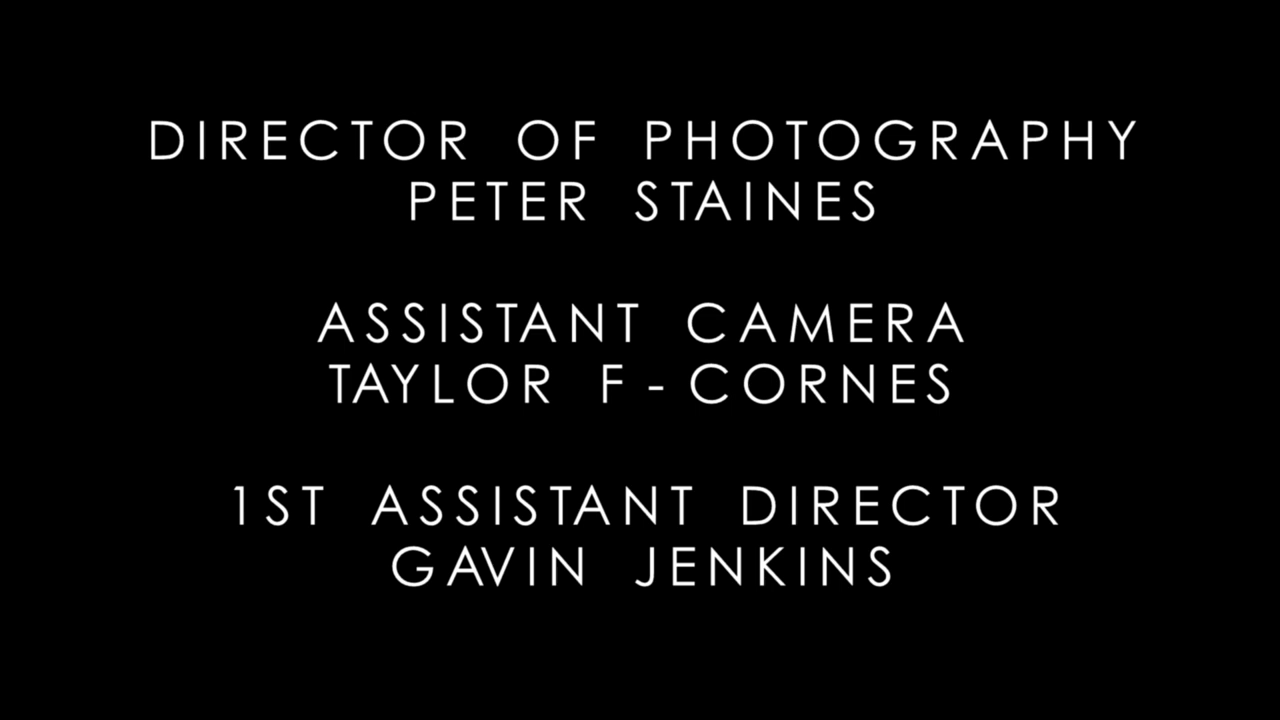 DIRECTOR OF PHOTOGRAPHY
PETER STAINES
ASSISTANT CAMERA
TAYLOR F-CORNES
1ST ASSISTANT DIRECTOR
GAVIN JENKINS